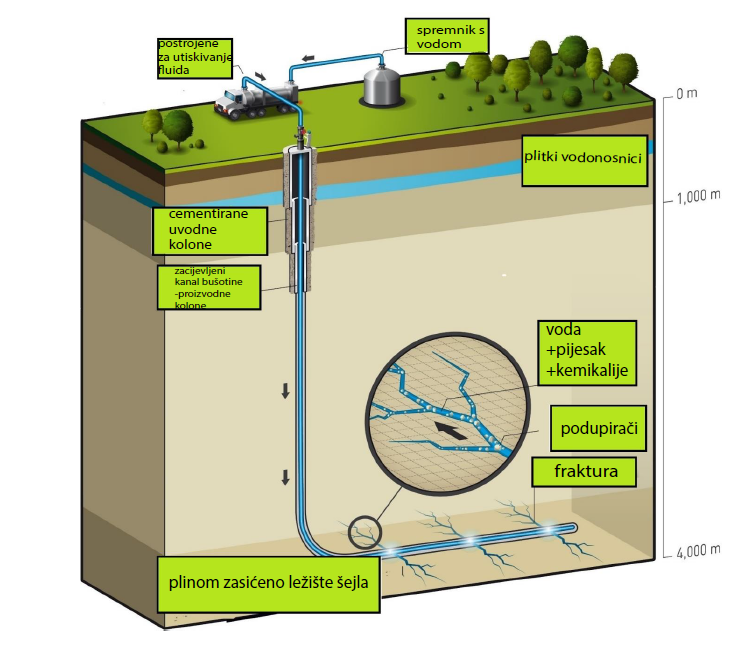 spremnik s
vodom
postrojene
za utiskivanje
fluida
0 m
plitki vodonosnici
1,000 m
cementirane
uvodne
kolone
zacijevljeni
kanal bušotine
-proizvodne
kolone
voda
+pijesak
+kemikalije
podupirači
fraktura
4,000 m
plinom zasićeno ležište šejla